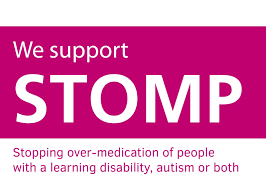 We support
STOMP
Stopping over-medication of people
with a learning disability, autism or both